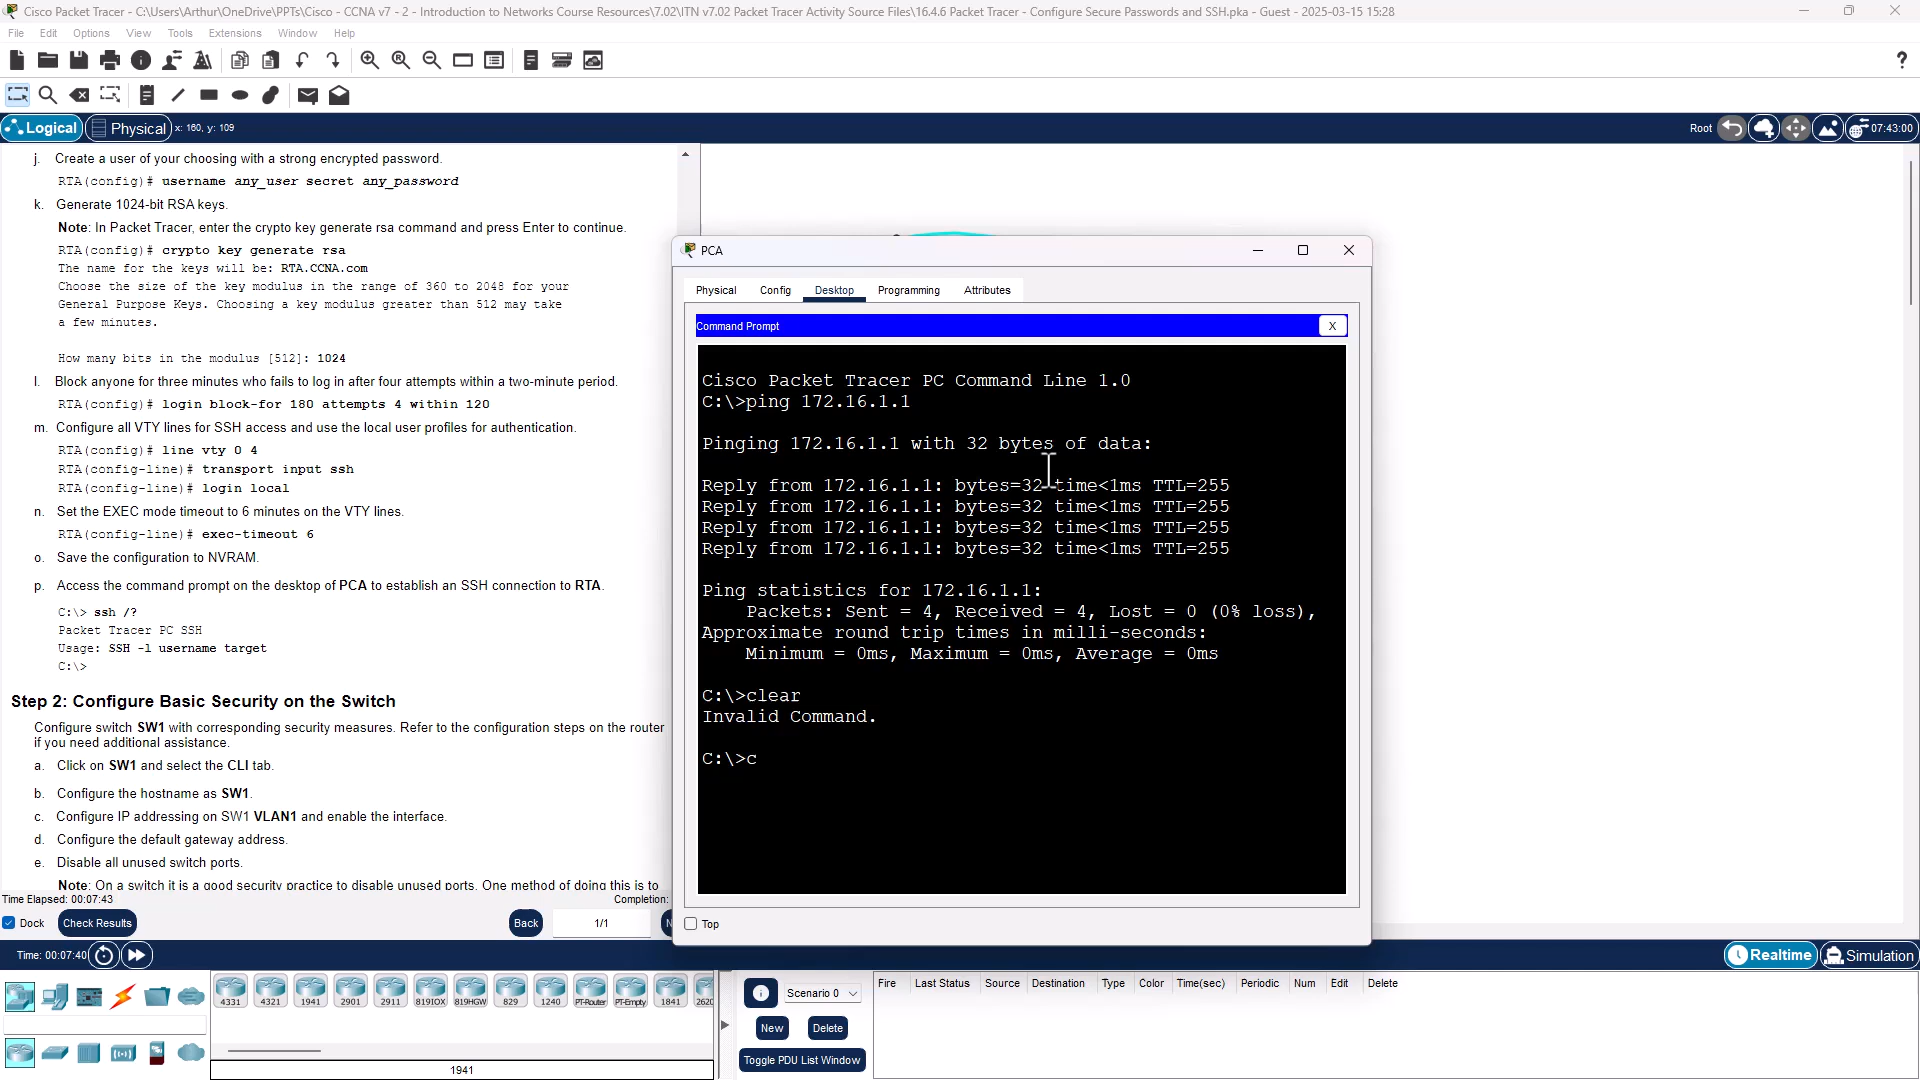 Cisco Packet Tracer - C:\Users\Arthur\OneDrive\PPTs\Cisco - CCNA v7 - 2 - Introduction to Networks Course Resources\7.02\ITN v7.02 Packet Tracer Activity Source Files\16.4.6 Packet Tracer - Configure Secure Passwords and SSH.pka - Guest - 2025-03-15 15:28
File Edit Options View Tools Extensions Window Help
Logical Physical x: 160, y: 109 Root 07:43:00
j. Create a user of your choosing with a strong encrypted password.
RTA(config)# username any_user secret any_password
k. Generate 1024-bit RSA keys.
Note: In Packet Tracer, enter the crypto key generate rsa command and press Enter to continue.
RTA(config)# crypto key generate rsa
The name for the keys will be: RTA.CCNA.com
Choose the size of the key modulus in the range of 360 to 2048 for your
General Purpose Keys. Choosing a key modulus greater than 512 may take
a few minutes.
How many bits in the modulus [512]: 1024
l. Block anyone for three minutes who fails to log in after four attempts within a two-minute period.
RTA(config)# login block-for 180 attempts 4 within 120
m. Configure all VTY lines for SSH access and use the local user profiles for authentication.
RTA(config)# line vty 0 4
RTA(config-line)# transport input ssh
RTA(config-line)# login local
n. Set the EXEC mode timeout to 6 minutes on the VTY lines.
RTA(config-line)# exec-timeout 6
o. Save the configuration to NVRAM.
p. Access the command prompt on the desktop of PCA to establish an SSH connection to RTA.
C:\> ssh /?
Packet Tracer PC SSH
Usage: SSH -l username target
C:\>
Step 2: Configure Basic Security on the Switch
Configure switch SW1 with corresponding security measures. Refer to the configuration steps on the router
if you need additional assistance.
a. Click on SW1 and select the CLI tab.
b. Configure the hostname as SW1.
c. Configure IP addressing on SW1 VLAN1 and enable the interface.
d. Configure the default gateway address.
e. Disable all unused switch ports.
Note: On a switch it is a good security practice to disable unused ports. One method of doing this is to
Time Elapsed: 00:07:43 Completion:
Dock Check Results Back 1/1 N
PCA
Physical Config Desktop Programming Attributes
Command Prompt X
Cisco Packet Tracer PC Command Line 1.0
C:\>ping 172.16.1.1
Pinging 172.16.1.1 with 32 bytes of data:
Reply from 172.16.1.1: bytes=32 time<1ms TTL=255
Reply from 172.16.1.1: bytes=32 time<1ms TTL=255
Reply from 172.16.1.1: bytes=32 time<1ms TTL=255
Reply from 172.16.1.1: bytes=32 time<1ms TTL=255
Ping statistics for 172.16.1.1:
Packets: Sent = 4, Received = 4, Lost = 0 (0% loss),
Approximate round trip times in milli-seconds:
Minimum = 0ms, Maximum = 0ms, Average = 0ms
C:\>clear
Invalid Command.
C:\>c
Top
Time: 00:07:40 Realtime Simulation
4331 4321 1941 2901 2911 819IOX 819HGW 829 1240 PT-Router PT-Empty 1841 2620
1941
Scenario 0
New Delete
Toggle PDU List Window
Fire Last Status Source Destination Type Color Time(sec) Periodic Num Edit Delete